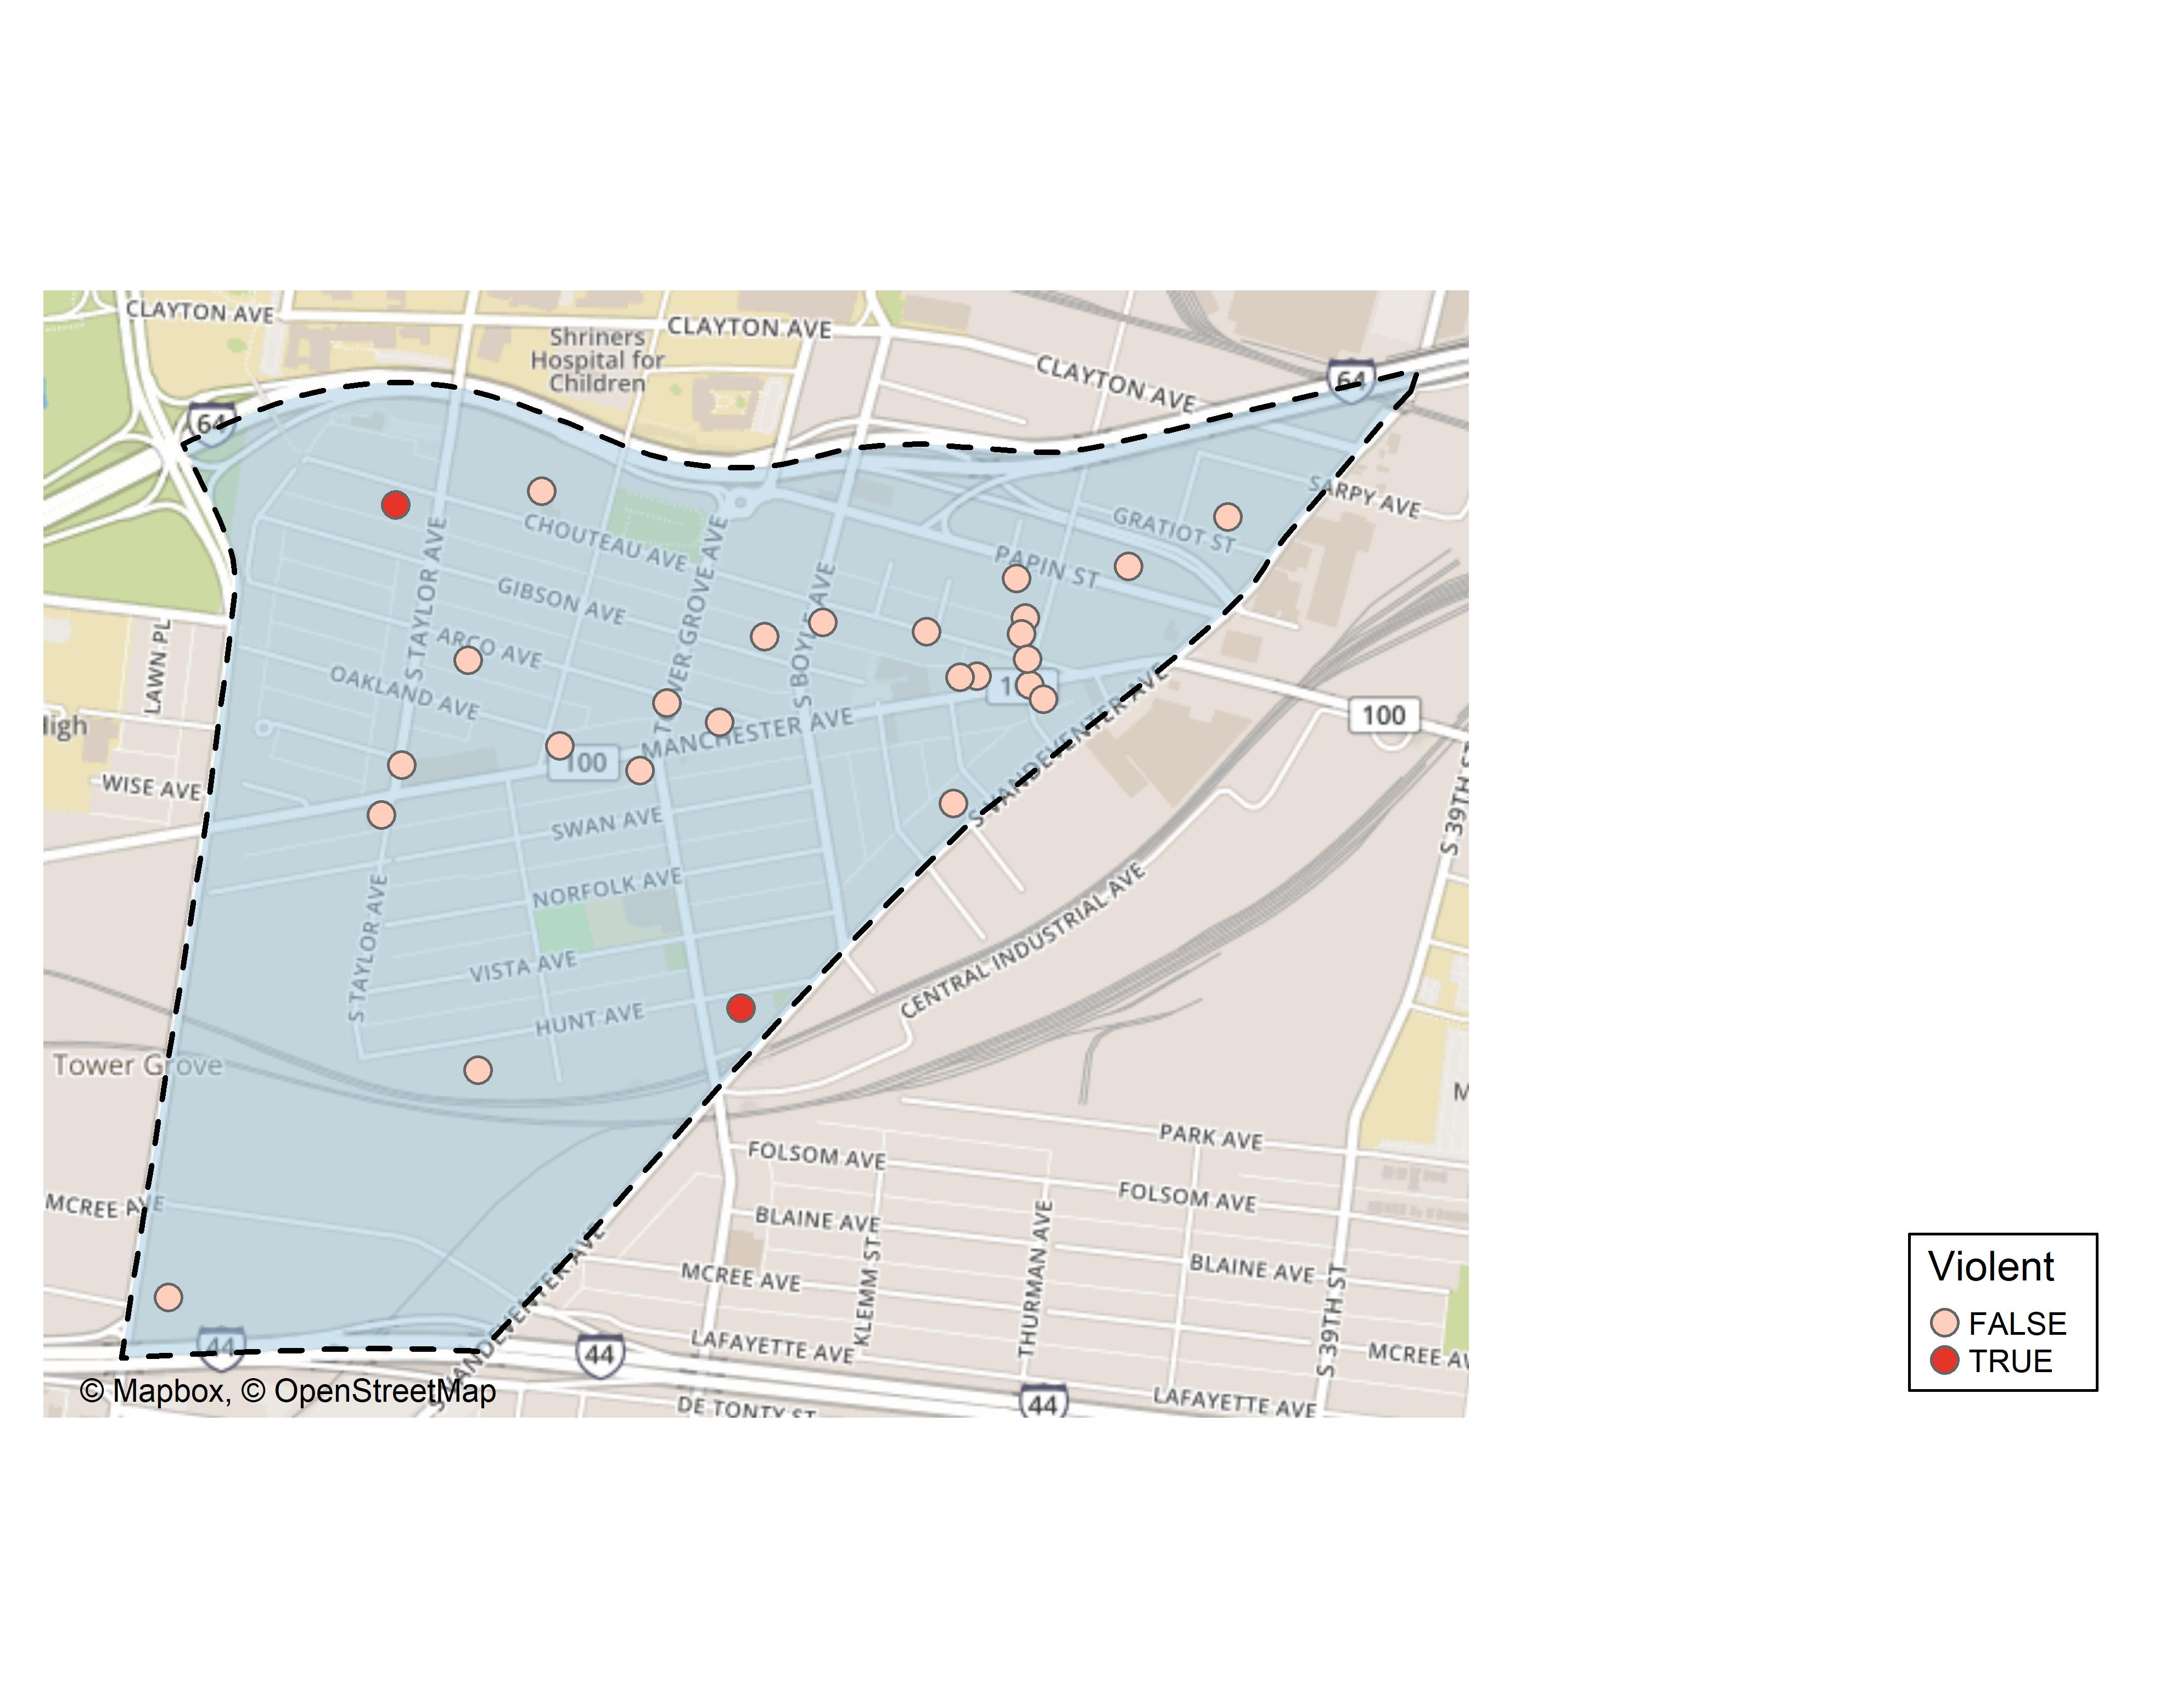 CLAYTON AVE
Shriners
Hospital for
Children
CLAYTON AVE
CLAYTON AVE
64
64
SARPY AVE
GRATIOT ST
PAPIN ST
CHOUTEAU AVE
GIBSON AVE
ARCO AVE
OAKLAND AVE
S TAYLOR AVE
S BOYLE AVE
LAWN PL
High
WISE AVE
100
100
MANCHESTER AVE
S VANDEVENTER AVE
SWAN AVE
NORFOLK AVE
VISTA AVE
HUNT AVE
S TAYLOR AVE
CENTRAL INDUSTRIAL AVE
S 39TH ST
Tower Grove
PARK AVE
FOLSOM AVE
FOLSOM AVE
MCREE AVE
BLAINE AVE
BLAINE AVE
MCREE AVE
KLEMM ST
THURMAN AVE
S 39TH ST
LAFAYETTE AVE
MCREE AV
LAFAYETTE AVE
DE TONTY ST
44
44
44
S VANDEVENTER AVE
© Mapbox, © OpenStreetMap
Violent
FALSE
TRUE